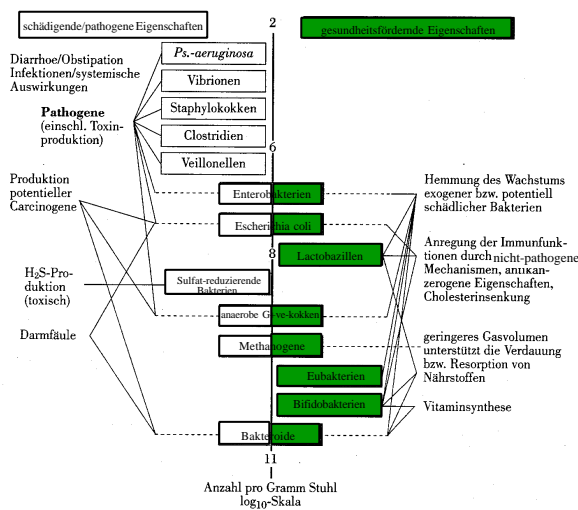 schädigende/pathogene Eigenschaften
2
gesundheitsfördernde Eigenschaften
Diarrhoe/Obstipation
Infektionen/systemische
Auswirkungen
Pathogene
(einschl. Toxin-
produktion)
Produktion
potentieller
Carcinogene
H2S-Pro-
duktion
(toxisch)
Darmfäule
Ps.-aeruginosa
Vibrionen
Staphylokokken
Clostridien
6
Veillonellen
Enterobakterien
Escherichia coli
8
Lactobazillen
Sulfat-reduzierende
Bakterien
anaerobe G+ve-kokken
Methanogene
Eubakterien
Bifidobakterien
Bakteroide
11
Anzahl pro Gramm Stuhl
log10-Skala
Hemmung des Wachstums
exogener bzw. potentiell
schädlicher Bakterien
Anregung der Immunfunk-
tionen durch nicht-pathogene
Mechanismen, antikan-
zerogene Eigenschaften,
Cholesterinsenkung
geringeres Gasvolumen
unterstützt die Verdauung
bzw. Resorption von
Nährstoffen
Vitaminsynthese